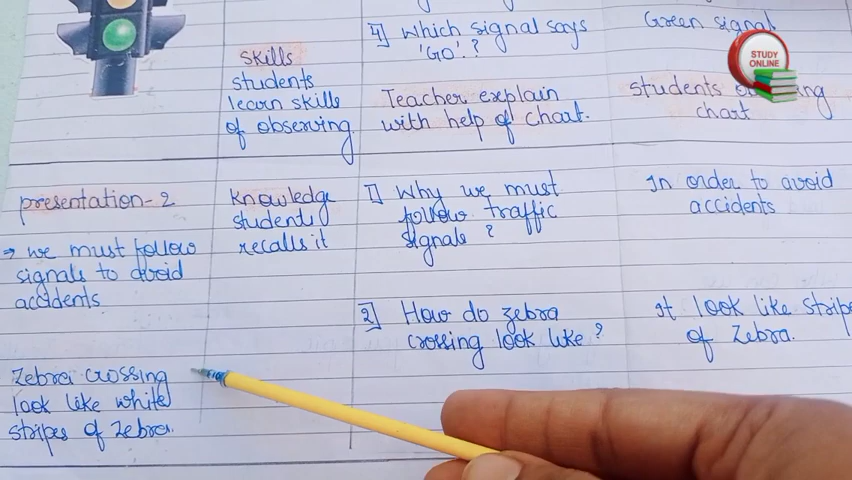 4] Which signal says
'GO'.?
Green signal.
STUDY
ONLINE
skills
students
learn skills
of observing
Teacher explain
with help of chart.
students
chart
presentation-2
⇒ we must follow
signals to avoid
accidents
Knowledge
students
recalls it
1] Why we must
follow traffic
signals ?
In order to avoid
accidents
2] How do zebra
crossing look like ?
It look like stripes
of Zebra.
Zebra crossing
look like white
stripes of Zebra.